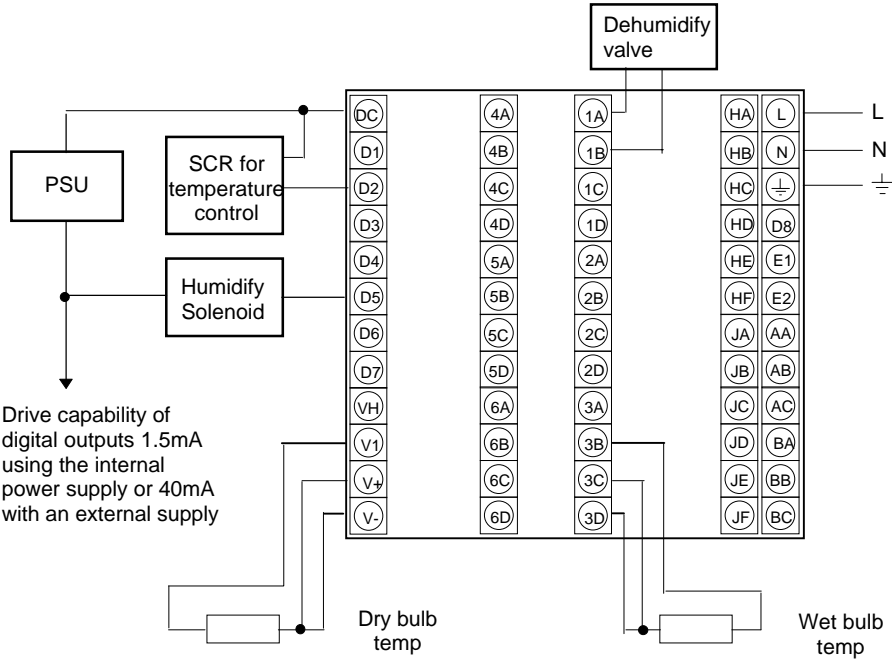 Dehumidify
valve
PSU
SCR for
temperature
control
Humidify
Solenoid
Drive capability of
digital outputs 1.5mA
using the internal
power supply or 40mA
with an external supply
DC 4A 1A HA L L
D1 4B 1B HB N N
D2 4C 1C HC
D3 4D 1D HD D8
D4 5A 2A HE E1
D5 5B 2B HF E2
D6 5C 2C JA AA
D7 5D 2D JB AB
VH 6A 3A JC AC
V1 6B 3B JD BA
V+ 6C 3C JE BB
V- 6D 3D JF BC
Dry bulb
temp
Wet bulb
temp